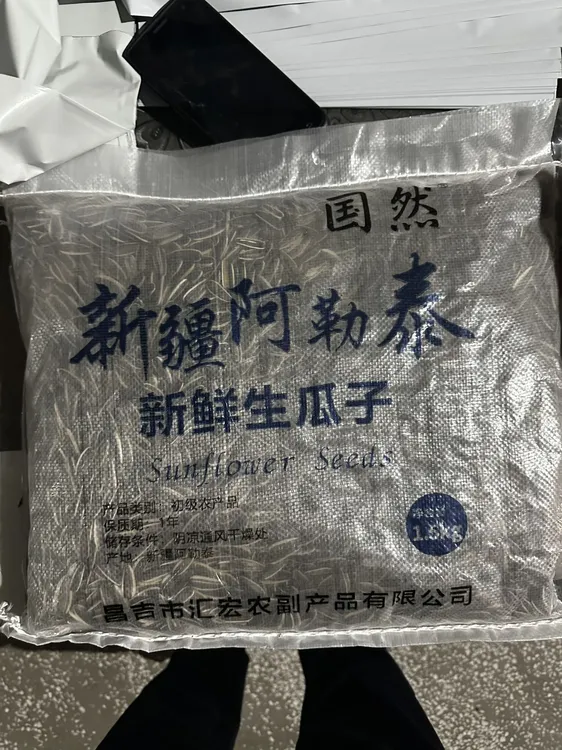 国然
新疆阿勒泰
新鲜生瓜子
Sunflower Seeds
产品类别：初级农产品
保质期：1年
储存条件：阴凉通风干燥处
产地：新疆阿勒泰
昌吉市汇宏农副产品有限公司